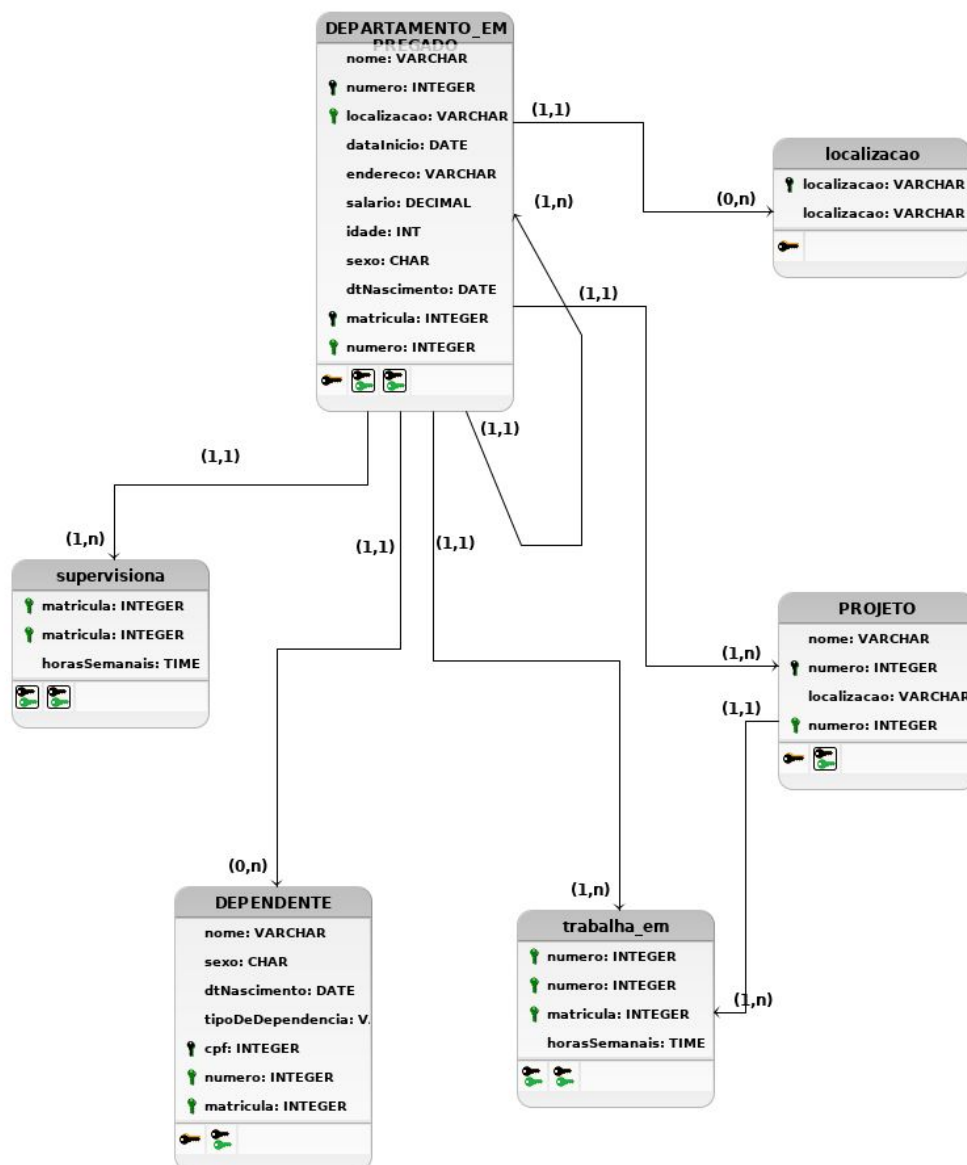 DEPARTAMENTO_EM
PREGADO
nome: VARCHAR
numero: INTEGER
localizacao: VARCHAR
dataInicio: DATE
endereco: VARCHAR
salario: DECIMAL
idade: INT
sexo: CHAR
dtNascimento: DATE
matricula: INTEGER
numero: INTEGER
(1,1)
(0,n)
localizacao
localizacao: VARCHAR
localizacao: VARCHAR
(1,n)
(1,1)
(1,1)
(1,1)
(1,n)
supervisiona
matricula: INTEGER
matricula: INTEGER
horasSemanais: TIME
(1,1)
(1,1)
(1,n)
PROJETO
nome: VARCHAR
numero: INTEGER
localizacao: VARCHAR
numero: INTEGER
(1,1)
(0,n)
DEPENDENTE
nome: VARCHAR
sexo: CHAR
dtNascimento: DATE
tipoDeDependencia: V
cpf: INTEGER
numero: INTEGER
matricula: INTEGER
(1,n)
trabalha_em
numero: INTEGER
numero: INTEGER
matricula: INTEGER
horasSemanais: TIME
(1,n)